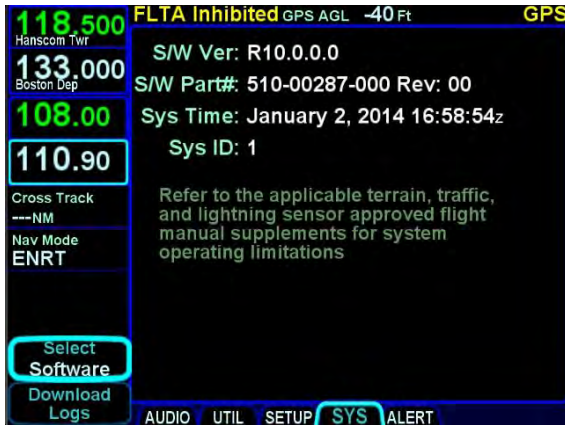 118.500
Hanscom Twr
133.000
Boston Dep
108.00
110.90
Cross Track
---NM
Nav Mode
ENRT
Select
Software
Download
Logs
FLTA Inhibited GPS AGL -40 Ft GPS
S/W Ver: R10.0.0.0
S/W Part#: 510-00287-000 Rev: 00
Sys Time: January 2, 2014 16:58:54z
Sys ID: 1
Refer to the applicable terrain, traffic,
and lightning sensor approved flight
manual supplements for system
operating limitations
AUDIO UTIL SETUP SYS ALERT